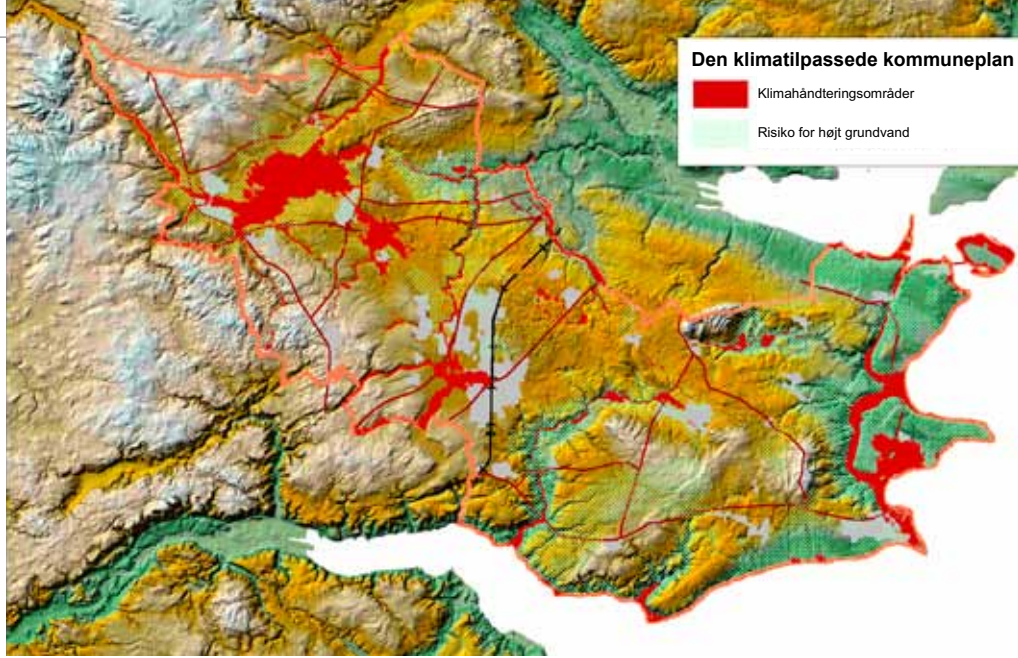 Den klimatilpassede kommuneplan
Klimahåndteringsområder
Risiko for højt grundvand